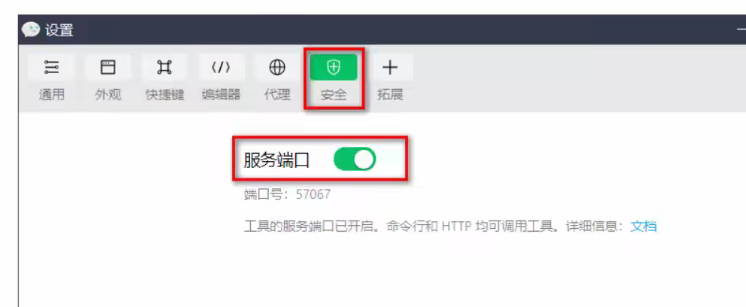 设置
通用 外观 快捷键 编辑器 代理 安全 拓展
服务端口
端口号：57067
工具的服务端口已开启。命令行和 HTTP 均可调用工具。详细信息：文档